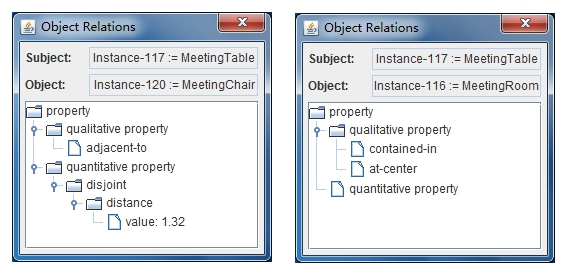 Object Relations
Subject: Instance-117 := MeetingTable
Object: Instance-120 := MeetingChair
property
qualitative property
adjacent-to
quantitative property
disjoint
distance
value: 1.32
Object Relations
Subject: Instance-117 := MeetingTable
Object: Instance-116 := MeetingRoom
property
qualitative property
contained-in
at-center
quantitative property